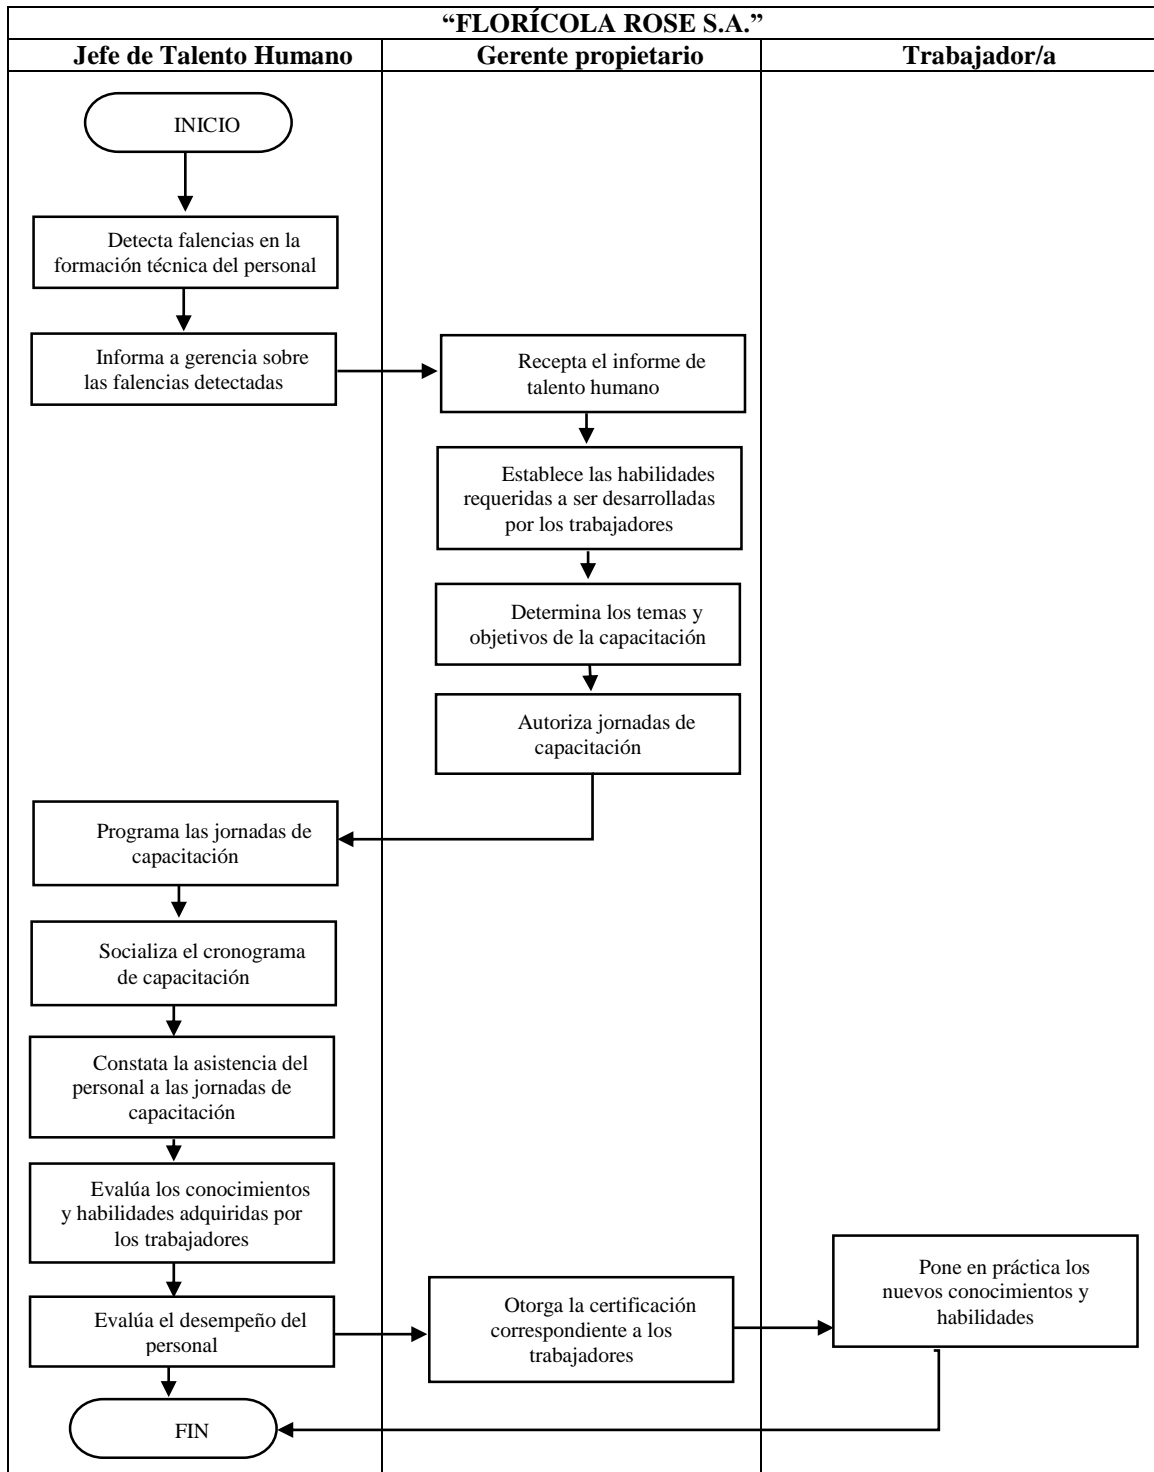 “FLORÍCOLA ROSE S.A.”
Jefe de Talento Humano
Gerente propietario
Trabajador/a
INICIO
Detecta falencias en la
formación técnica del personal
Informa a gerencia sobre
las falencias detectadas
Recepta el informe de
talento humano
Establece las habilidades
requeridas a ser desarrolladas
por los trabajadores
Determina los temas y
objetivos de la capacitación
Autoriza jornadas de
capacitación
Programa las jornadas de
capacitación
Socializa el cronograma
de capacitación
Constata la asistencia del
personal a las jornadas de
capacitación
Evalúa los conocimientos
y habilidades adquiridas por
los trabajadores
Evalúa el desempeño del
personal
Otorga la certificación
correspondiente a los
trabajadores
Pone en práctica los
nuevos conocimientos y
habilidades
FIN